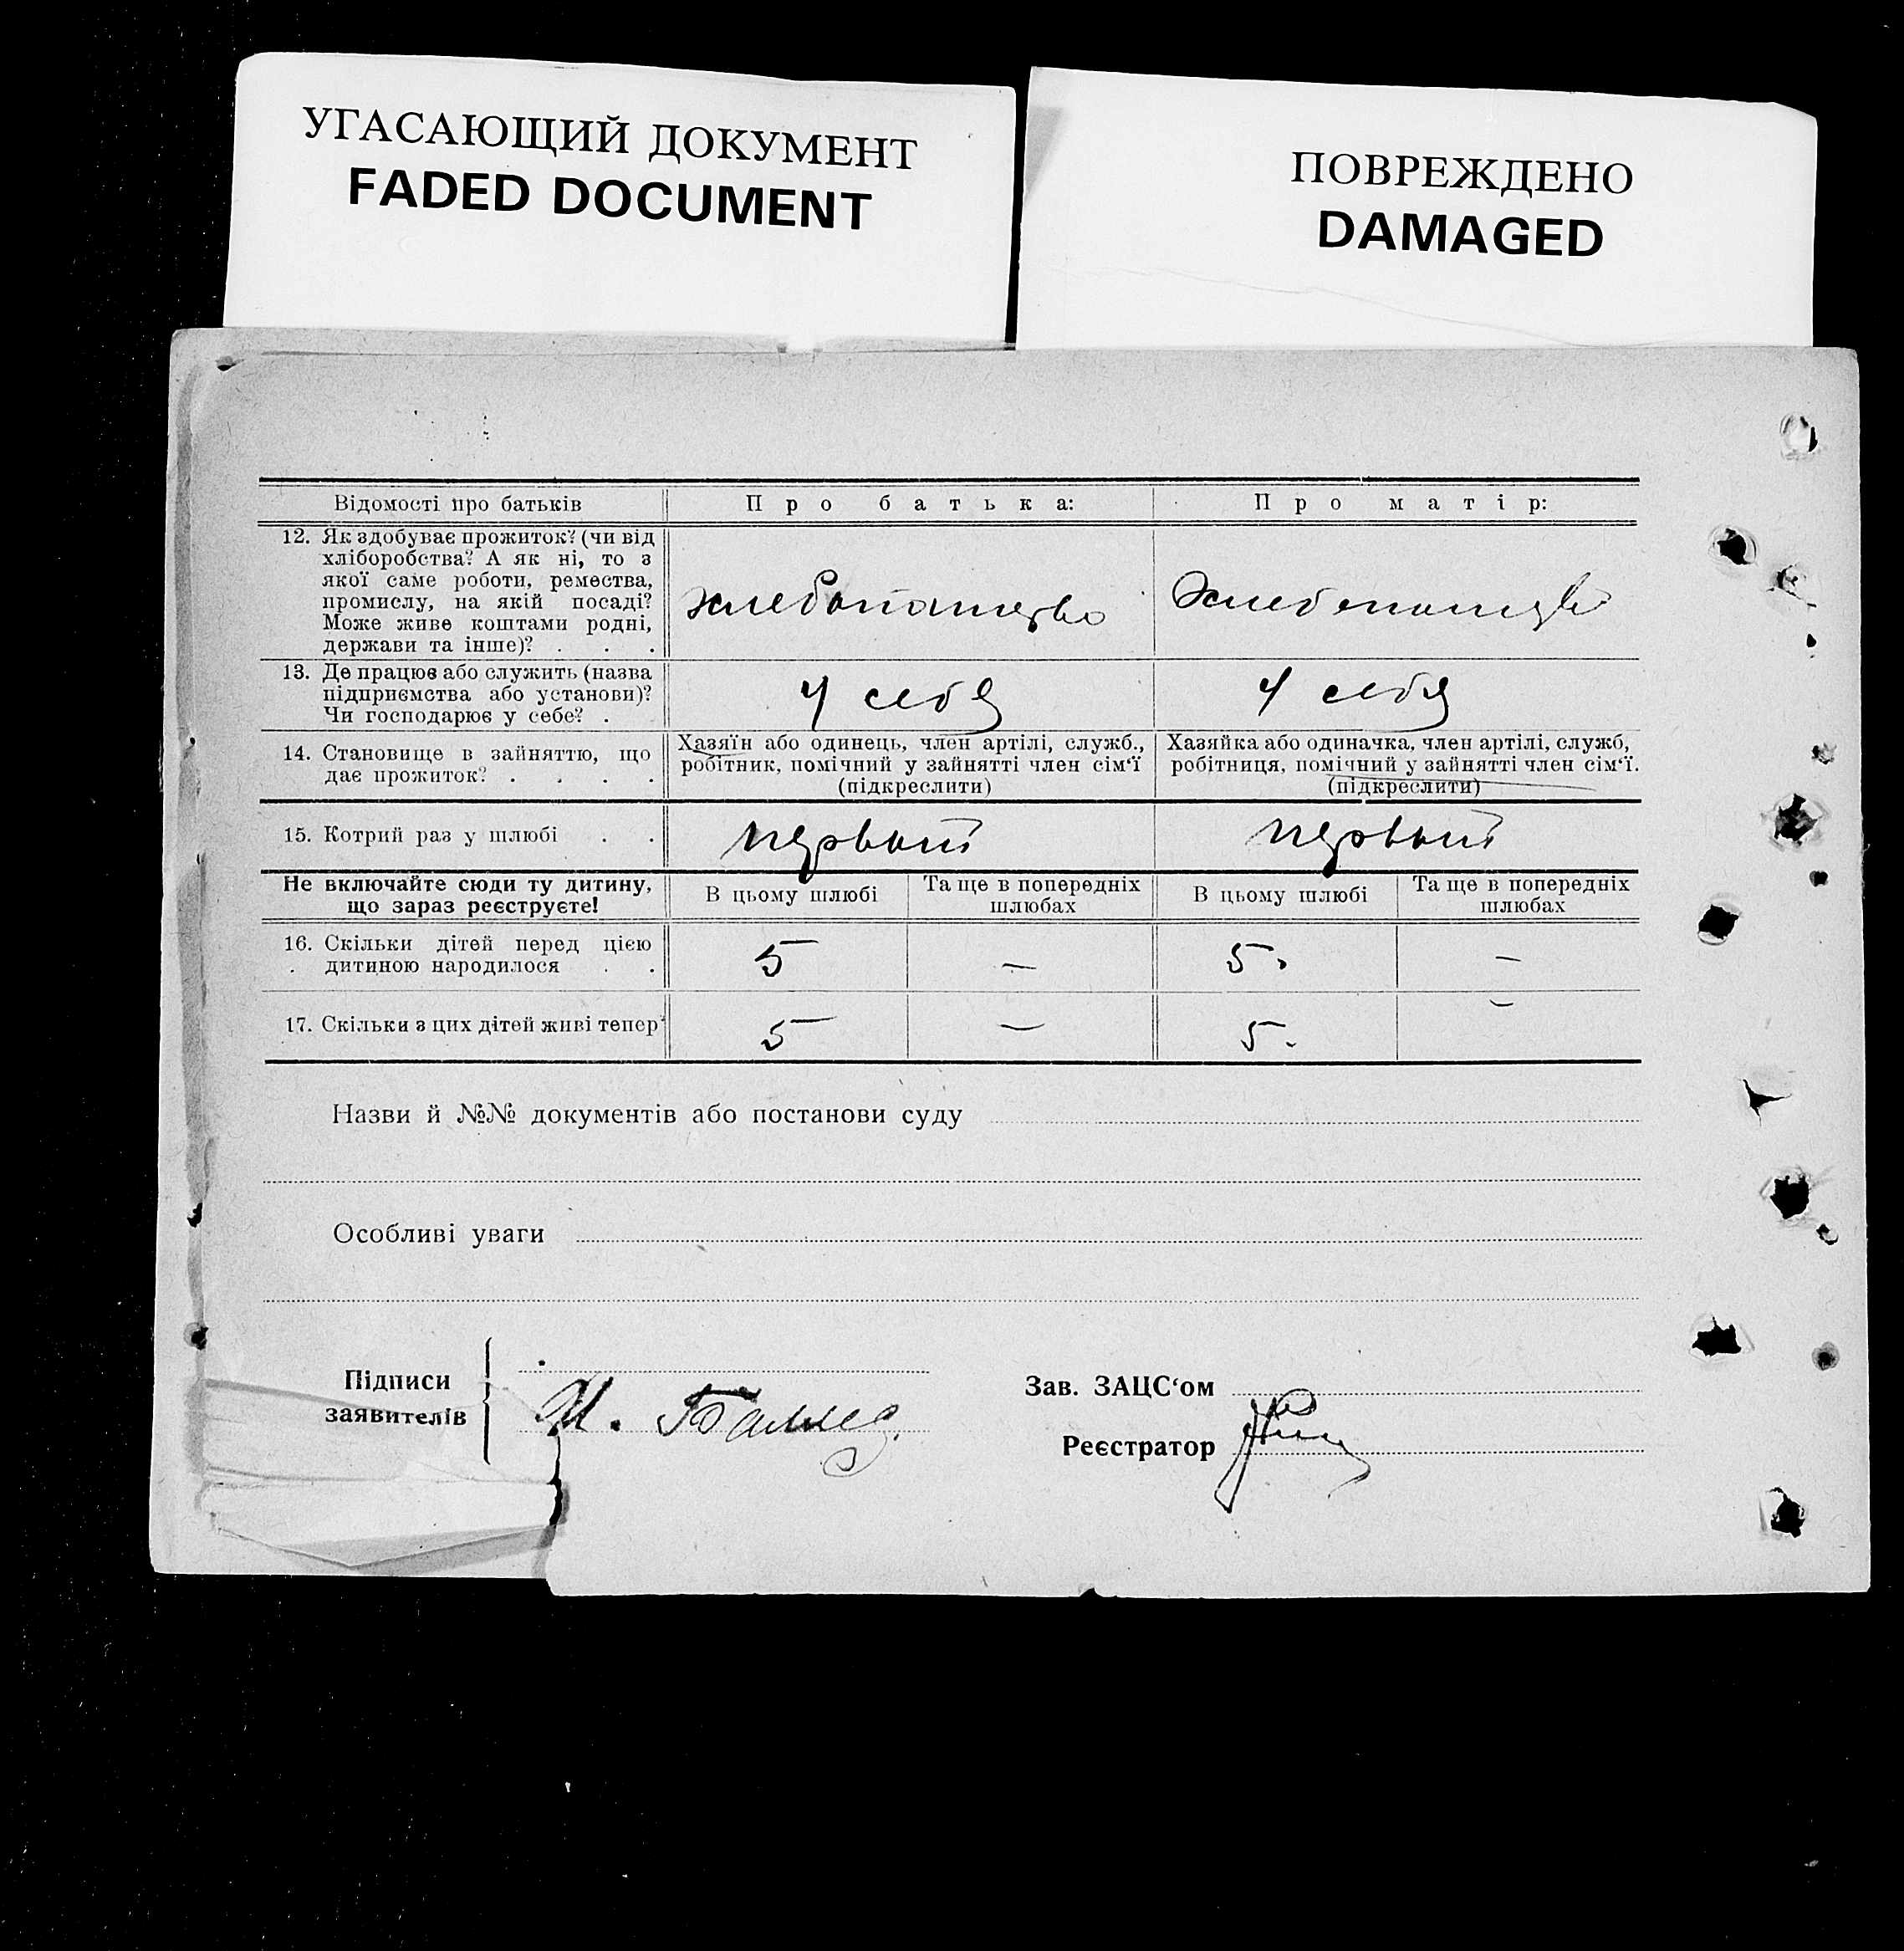 УГАСАЮЩИЙ ДОКУМЕНТ
FADED DOCUMENT
ПОВРЕЖДЕНО
DAMAGED
Відомості про батьків
Про батька:
Про матір:
12. Як здобуває прожиток? (чи від
хліборобства? А як ні, то з
якої саме роботи, ремества,
промислу, на якій посаді?
Може живе коштами родні,
держави та інше)? . . .
хлебопашество
хлебопашество
13. Де працює або служить (назва
підприємства або установи)?
Чи господарює у себе? .
у себя
у себя
14. Становище в зайняттю, що
дає прожиток? . . . .
Хазяїн або одинець, член артілі, служб.,
робітник, помічний у зайнятті член сім‘ї
(підкреслити)
Хазяйка або одиначка, член артілі, служб,
робітниця, помічний у зайнятті член сім‘ї.
(підкреслити)
15. Котрий раз у шлюбі . .
первый
первый
Не включайте сюди ту дитину,
що зараз реєструєте!
В цьому шлюбі
Та ще в попередніх
шлюбах
В цьому шлюбі
Та ще в попередніх
шлюбах
16. Скільки дітей перед цією
. дитиною народилося . .
5
—
5.
—
17. Скільки з цих дітей живі тепер?
5
—
5.
—
Назви й №№ документів або постанови суду
Особливі уваги
Підписи
заявителів
Зав. ЗАЦС‘ом
Реєстратор